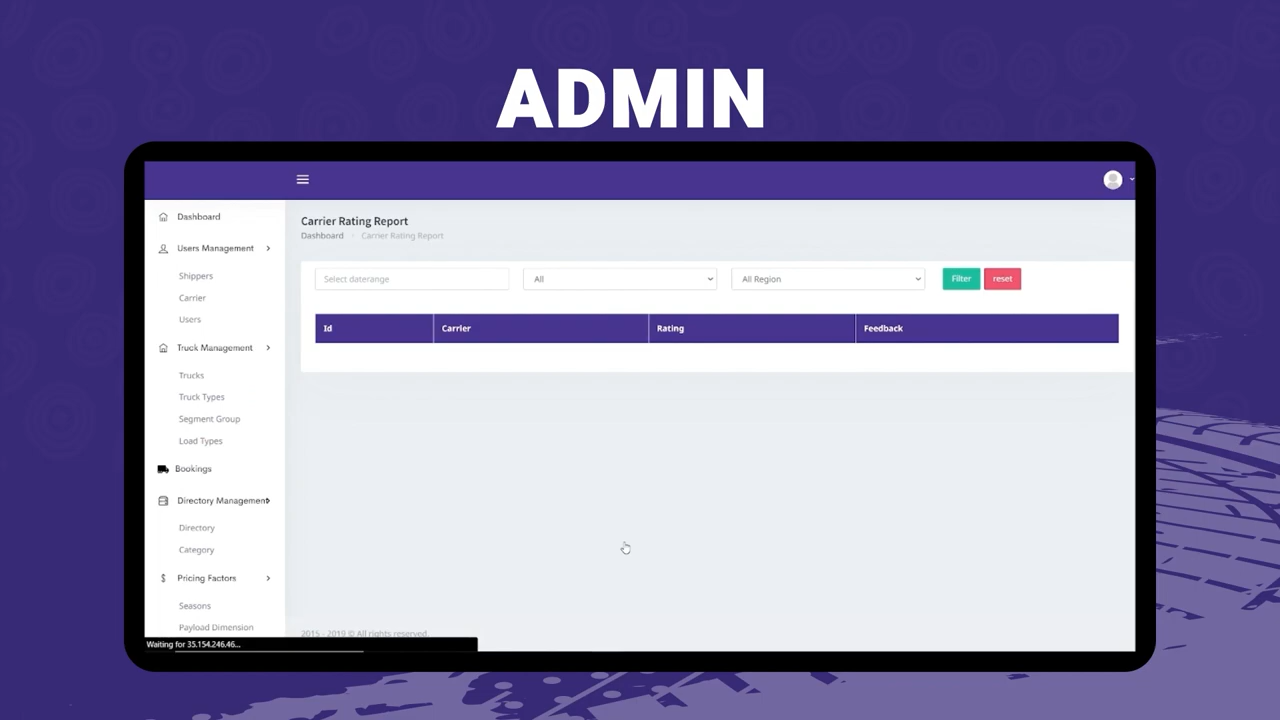 ADMIN
Dashboard
Users Management
Shippers
Carrier
Users
Truck Management
Trucks
Truck Types
Segment Group
Load Types
Bookings
Directory Management
Directory
Category
Pricing Factors
Seasons
Payload Dimension
Carrier Rating Report
Dashboard Carrier Rating Report
Select daterange All All Region Filter reset
Id Carrier Rating Feedback
2015 - 2019 © All rights reserved.
Waiting for 35.154.246.46...